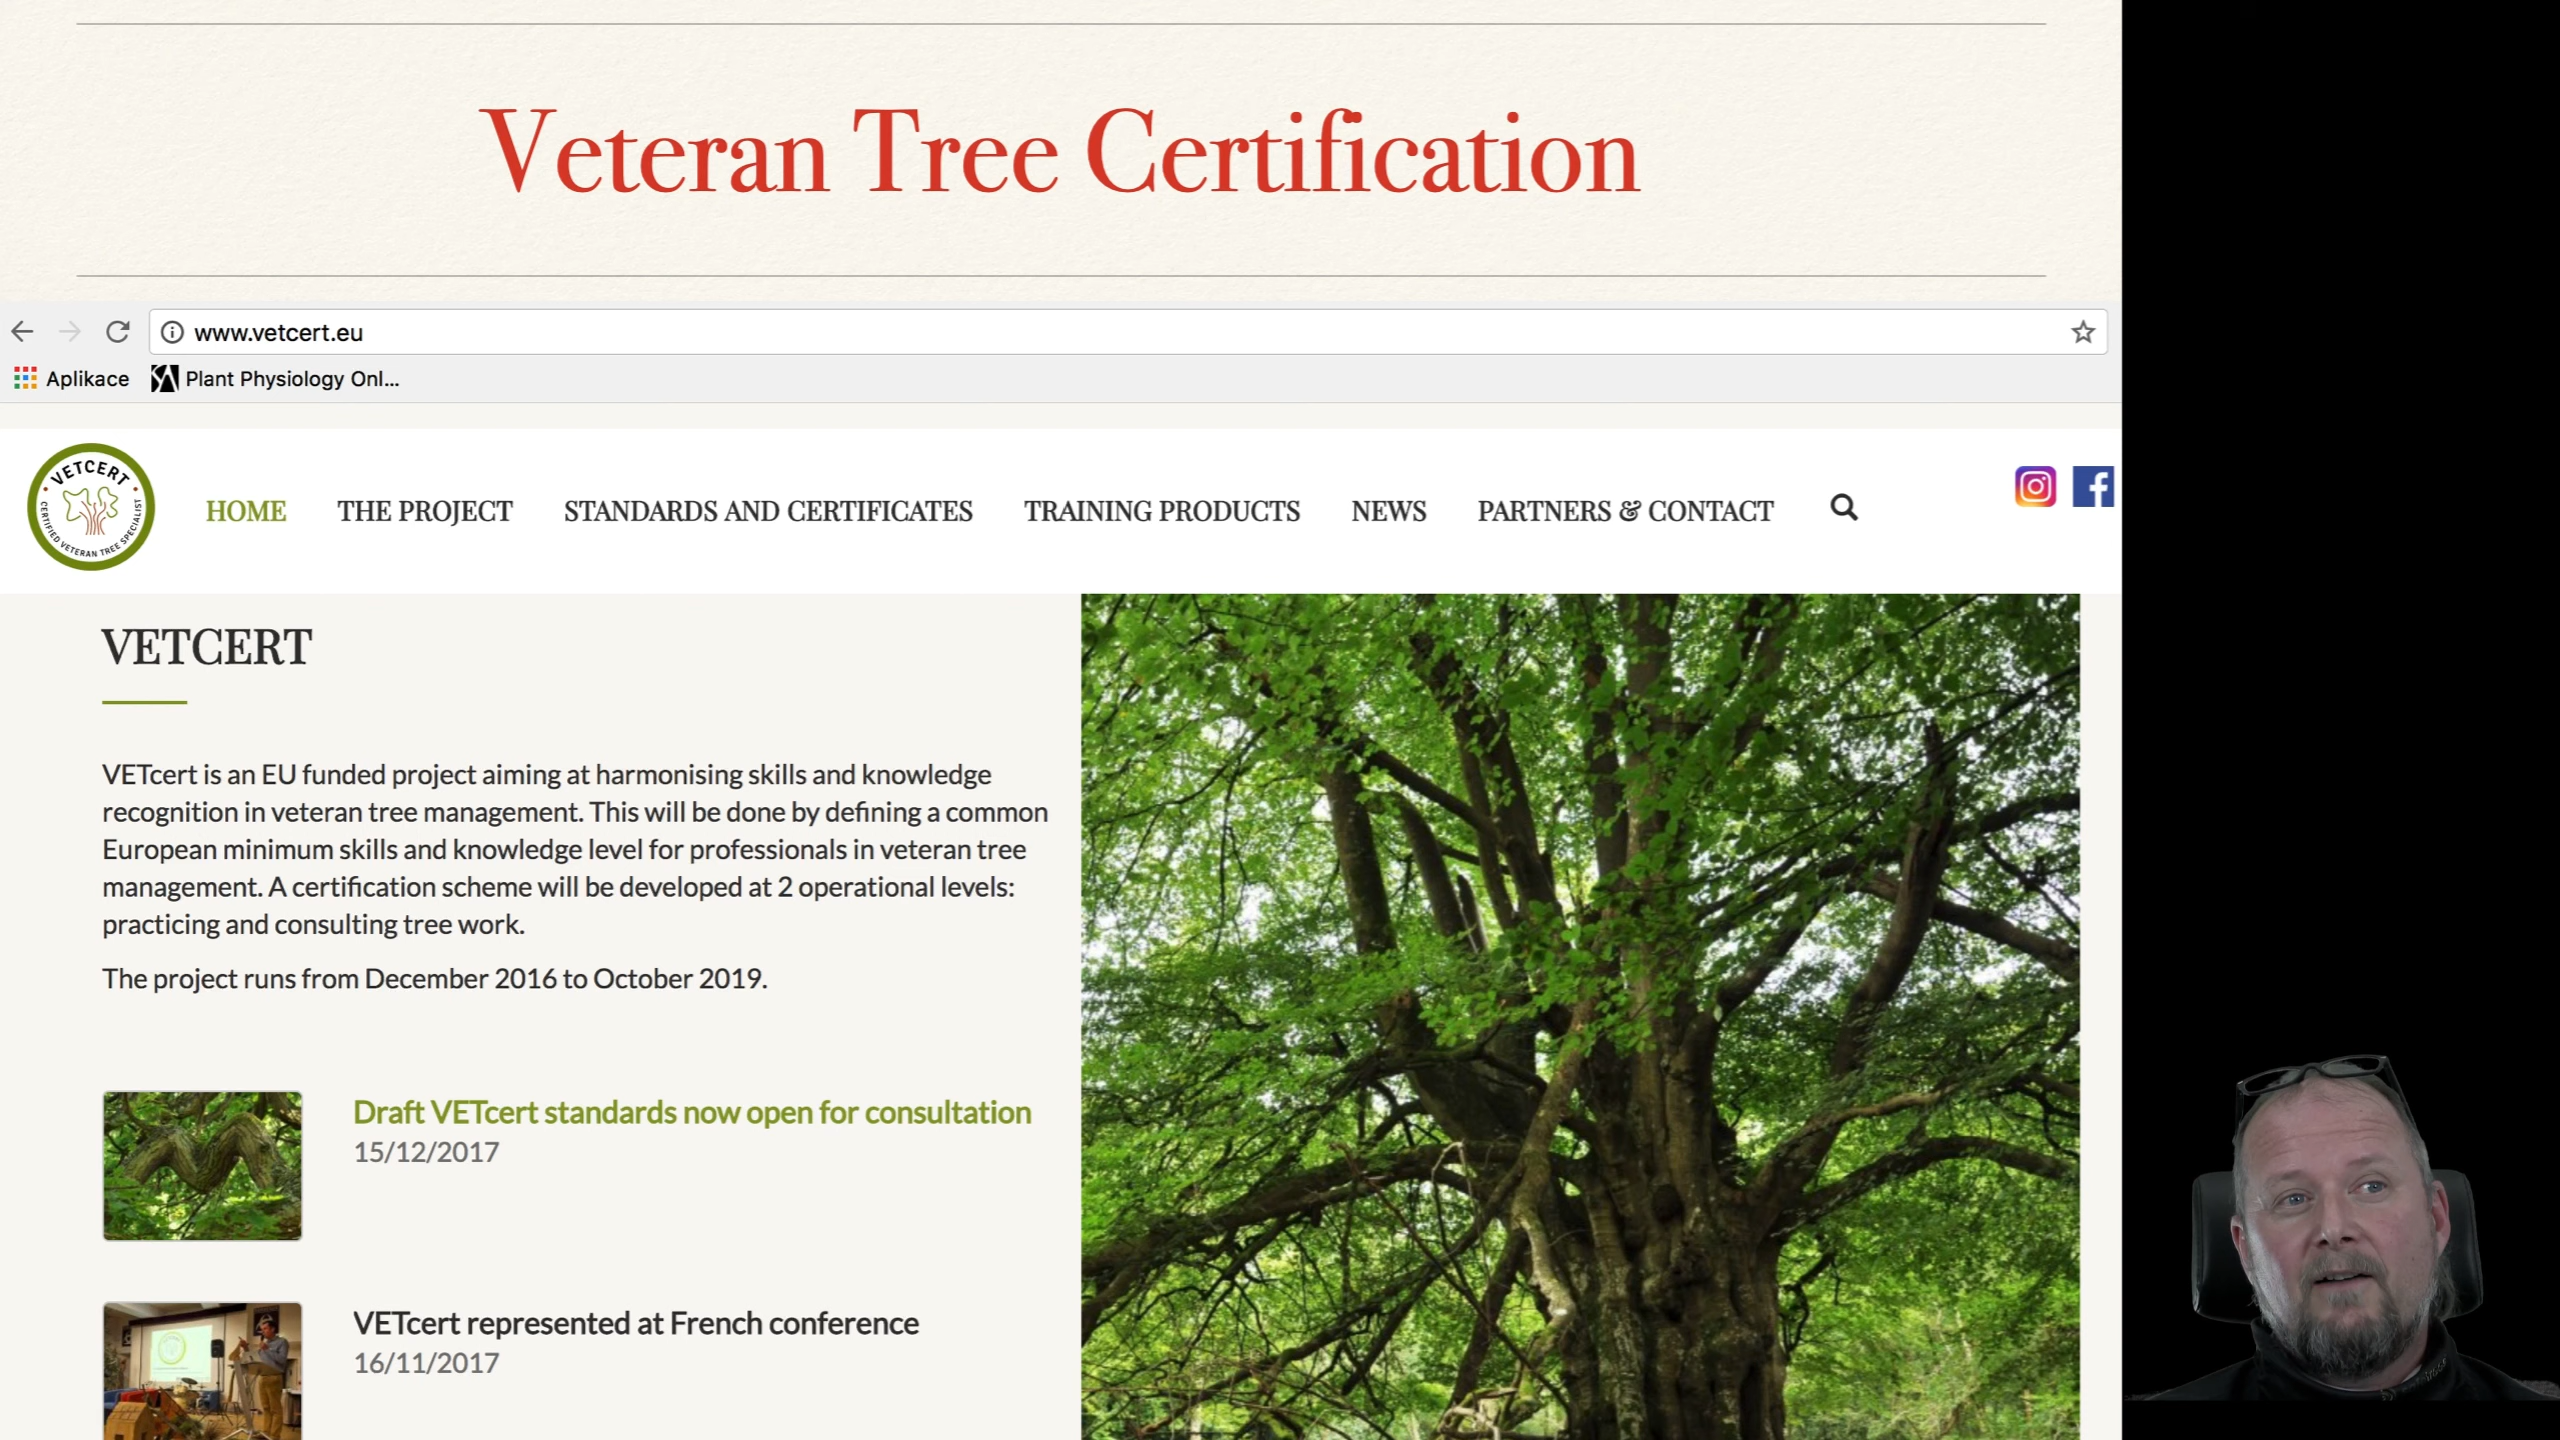 Veteran Tree Certification
www.vetcert.eu
Aplikace
Plant Physiology Onl...
VETCERT
CERTIFIED VETERAN TREE SPECIALIST
HOME
THE PROJECT
STANDARDS AND CERTIFICATES
TRAINING PRODUCTS
NEWS
PARTNERS & CONTACT
VETCERT
VETcert is an EU funded project aiming at harmonising skills and knowledge
recognition in veteran tree management. This will be done by defining a common
European minimum skills and knowledge level for professionals in veteran tree
management. A certification scheme will be developed at 2 operational levels:
practicing and consulting tree work.
The project runs from December 2016 to October 2019.
Draft VETcert standards now open for consultation
15/12/2017
VETcert represented at French conference
16/11/2017